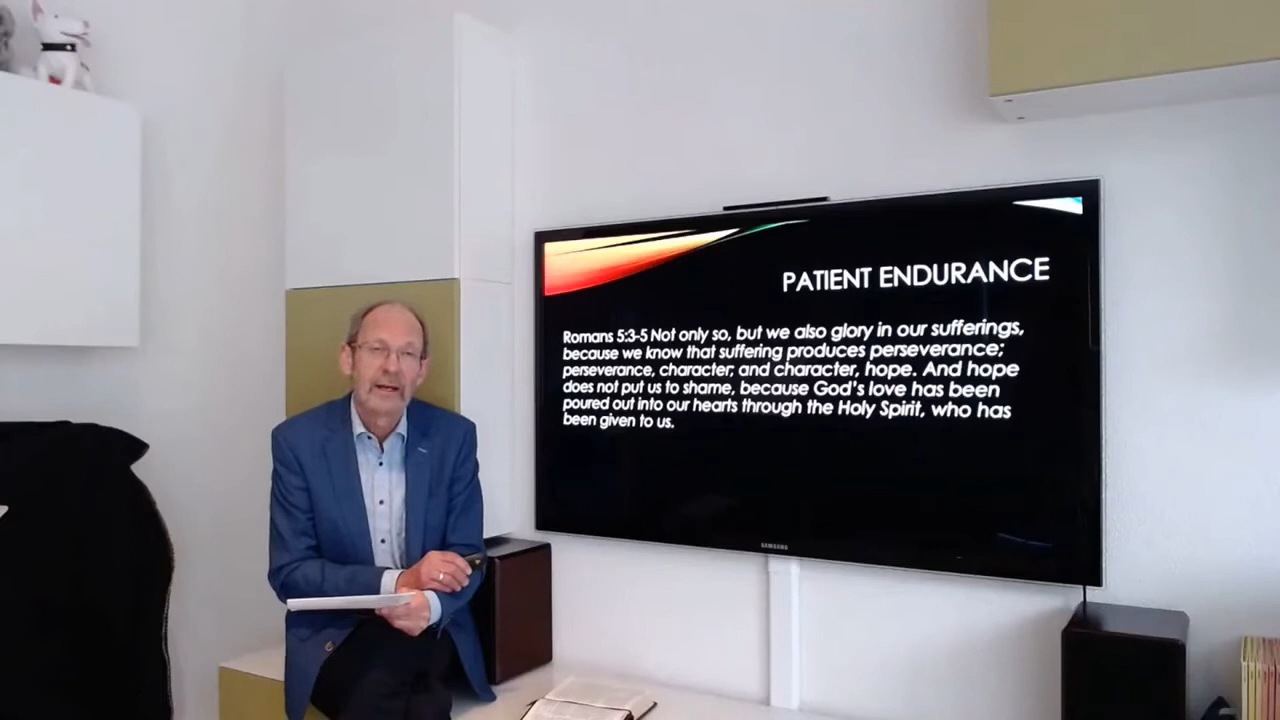 PATIENT ENDURANCE
Romans 5:3-5 Not only so, but we also glory in our sufferings,
because we know that suffering produces perseverance;
perseverance, character; and character, hope. And hope
does not put us to shame, because God's love has been
poured out into our hearts through the Holy Spirit, who has
been given to us.
SAMSUNG